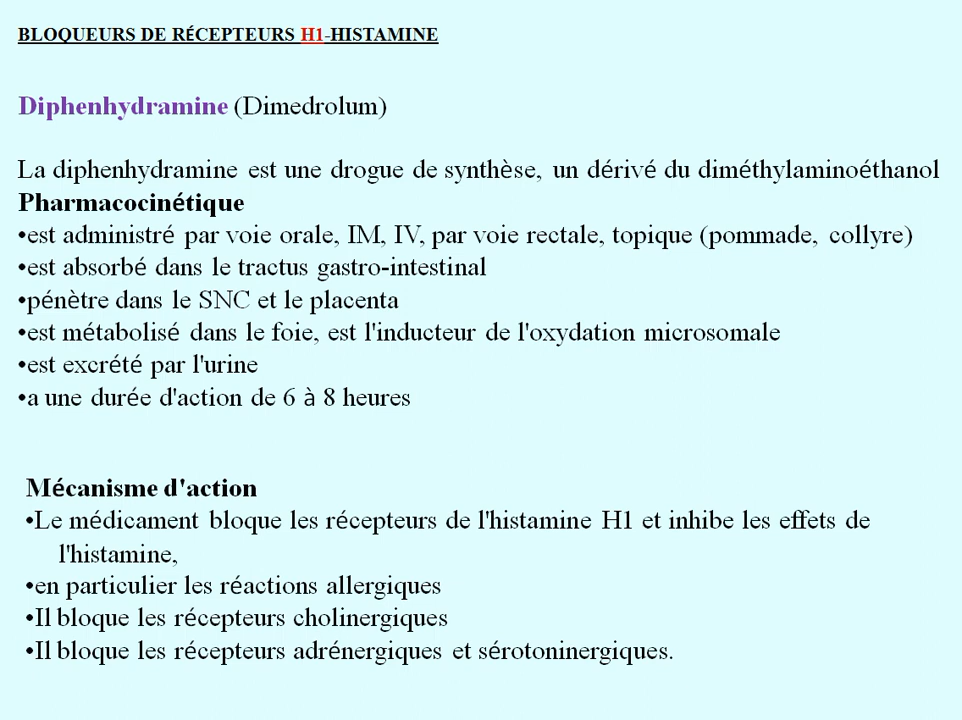 BLOQUEURS DE RÉCEPTEURS H1-HISTAMINE
Diphenhydramine (Dimedrolum)
La diphenhydramine est une drogue de synthèse, un dérivé du diméthylaminoéthanol
Pharmacocinétique
•est administré par voie orale, IM, IV, par voie rectale, topique (pommade, collyre)
•est absorbé dans le tractus gastro-intestinal
•pénètre dans le SNC et le placenta
•est métabolisé dans le foie, est l'inducteur de l'oxydation microsomale
•est excrété par l'urine
•a une durée d'action de 6 à 8 heures
Mécanisme d'action
•Le médicament bloque les récepteurs de l'histamine H1 et inhibe les effets de
l'histamine,
•en particulier les réactions allergiques
•Il bloque les récepteurs cholinergiques
•Il bloque les récepteurs adrénergiques et sérotoninergiques.